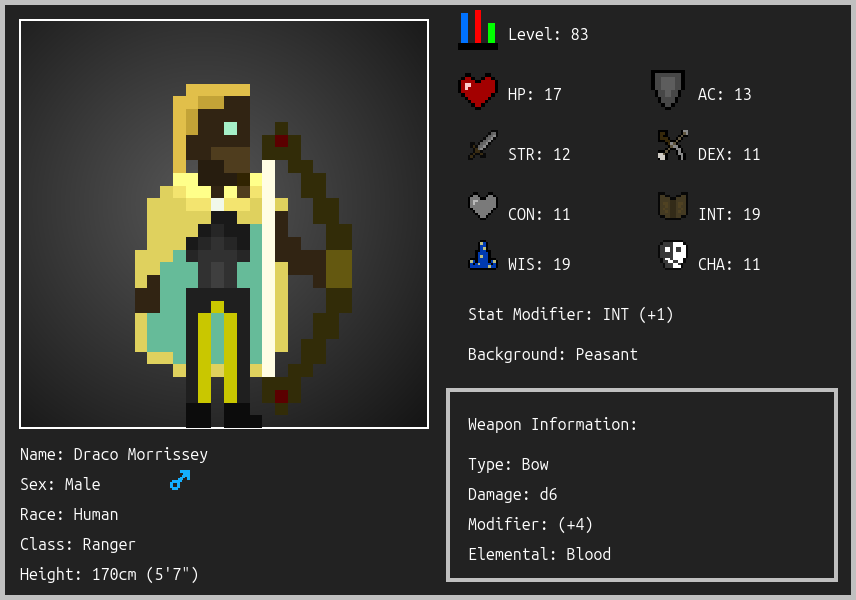 Level: 83
HP: 17
AC: 13
STR: 12
DEX: 11
CON: 11
INT: 19
WIS: 19
CHA: 11
Stat Modifier: INT (+1)
Background: Peasant
Weapon Information:
Type: Bow
Damage: d6
Modifier: (+4)
Elemental: Blood
Name: Draco Morrissey
Sex: Male
Race: Human
Class: Ranger
Height: 170cm (5'7")